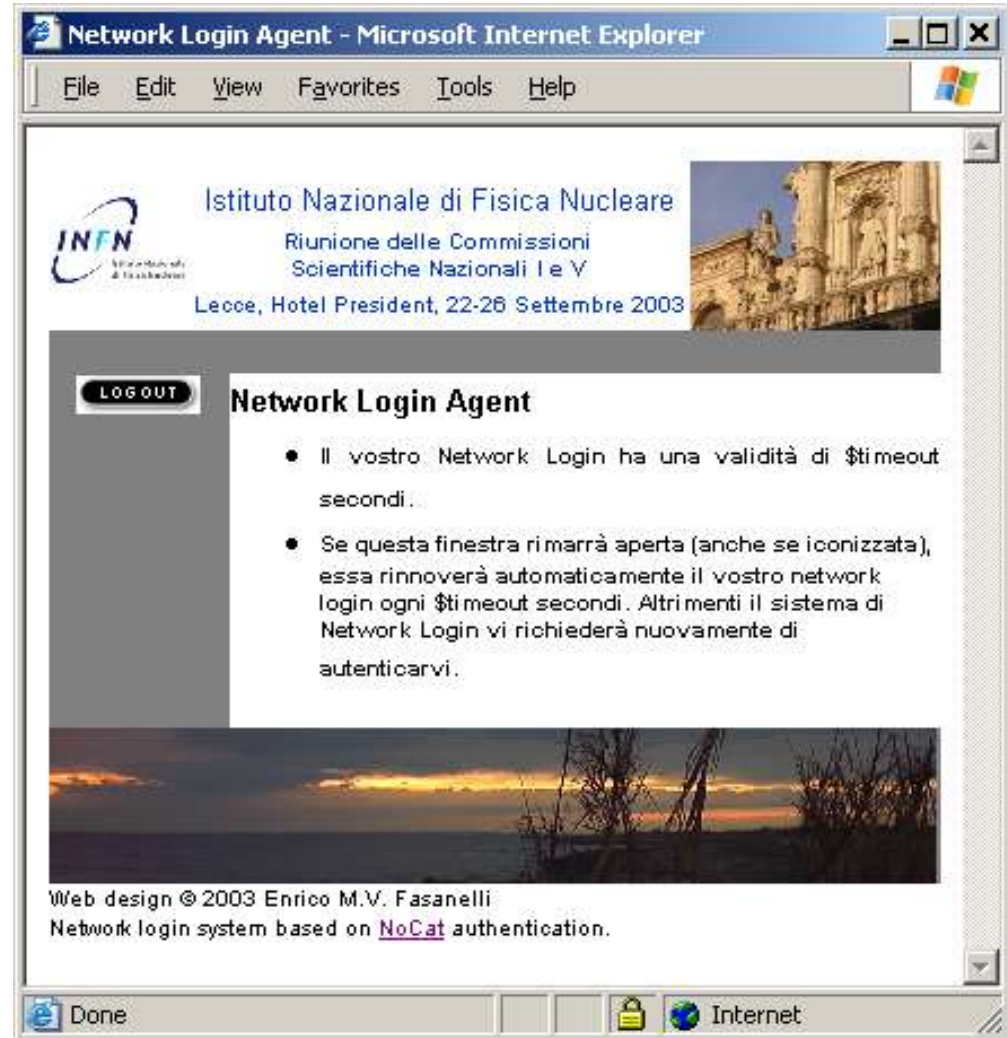 Network Login Agent - Microsoft Internet Explorer
File Edit View Favorites Tools Help
INFN
Istituto Nazionale di Fisica Nucleare
Riunione delle Commissioni
Scientifiche Nazionali I e V
Lecce, Hotel President, 22-26 Settembre 2003
LOGOUT
Network Login Agent
● Il vostro Network Login ha una validità di $timeout
secondi.
● Se questa finestra rimarrà aperta (anche se iconizzata),
essa rinnoverà automaticamente il vostro network
login ogni $timeout secondi. Altrimenti il sistema di
Network Login vi richiederà nuovamente di
autenticarvi.
Web design © 2003 Enrico M.V. Fasanelli
Network login system based on NoCat authentication.
Done Internet